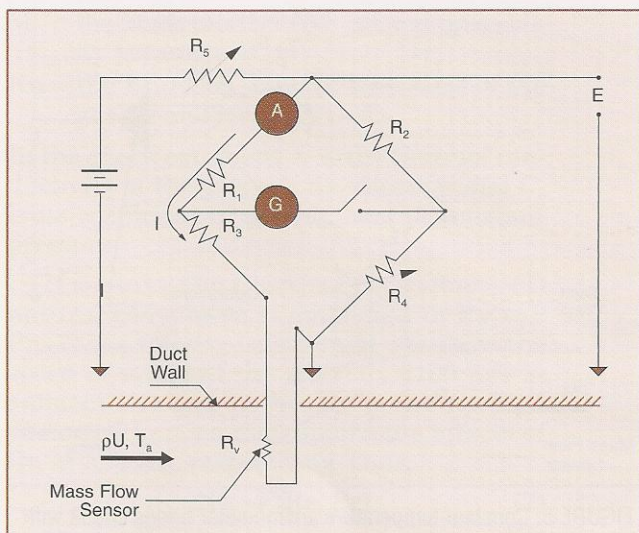 R5
A
E
R2
R1
G
I
R3
R4
Duct
Wall
ρU, Ta
Rv
Mass Flow
Sensor